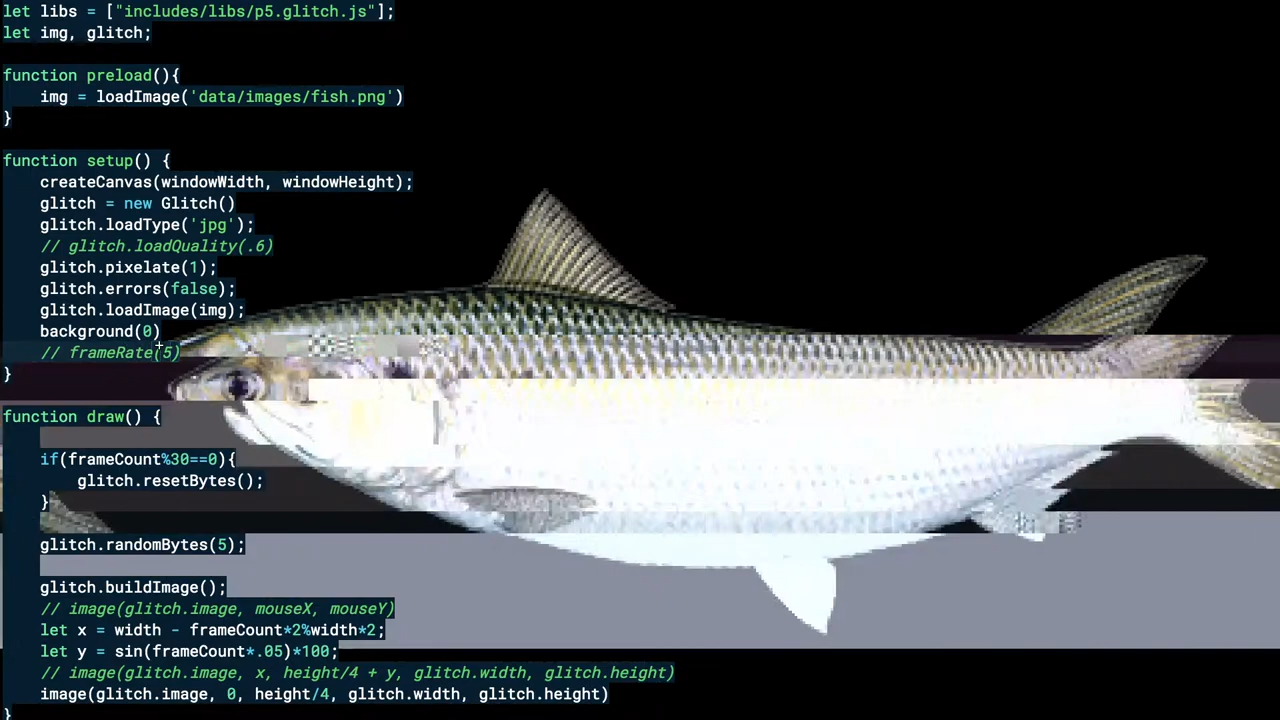 let libs = ["includes/libs/p5.glitch.js"];
let img, glitch;
function preload(){
    img = loadImage('data/images/fish.png')
}
function setup() {
    createCanvas(windowWidth, windowHeight);
    glitch = new Glitch()
    glitch.loadType('jpg');
    // glitch.loadQuality(.6)
    glitch.pixelate(1);
    glitch.errors(false);
    glitch.loadImage(img);
    background(0)
    // frameRate(5)
}
function draw() {
    if(frameCount%30==0){
        glitch.resetBytes();
    }
    glitch.randomBytes(5);
    glitch.buildImage();
    // image(glitch.image, mouseX, mouseY)
    let x = width - frameCount*2%width*2;
    let y = sin(frameCount*.05)*100;
    // image(glitch.image, x, height/4 + y, glitch.width, glitch.height)
    image(glitch.image, 0, height/4, glitch.width, glitch.height)
}